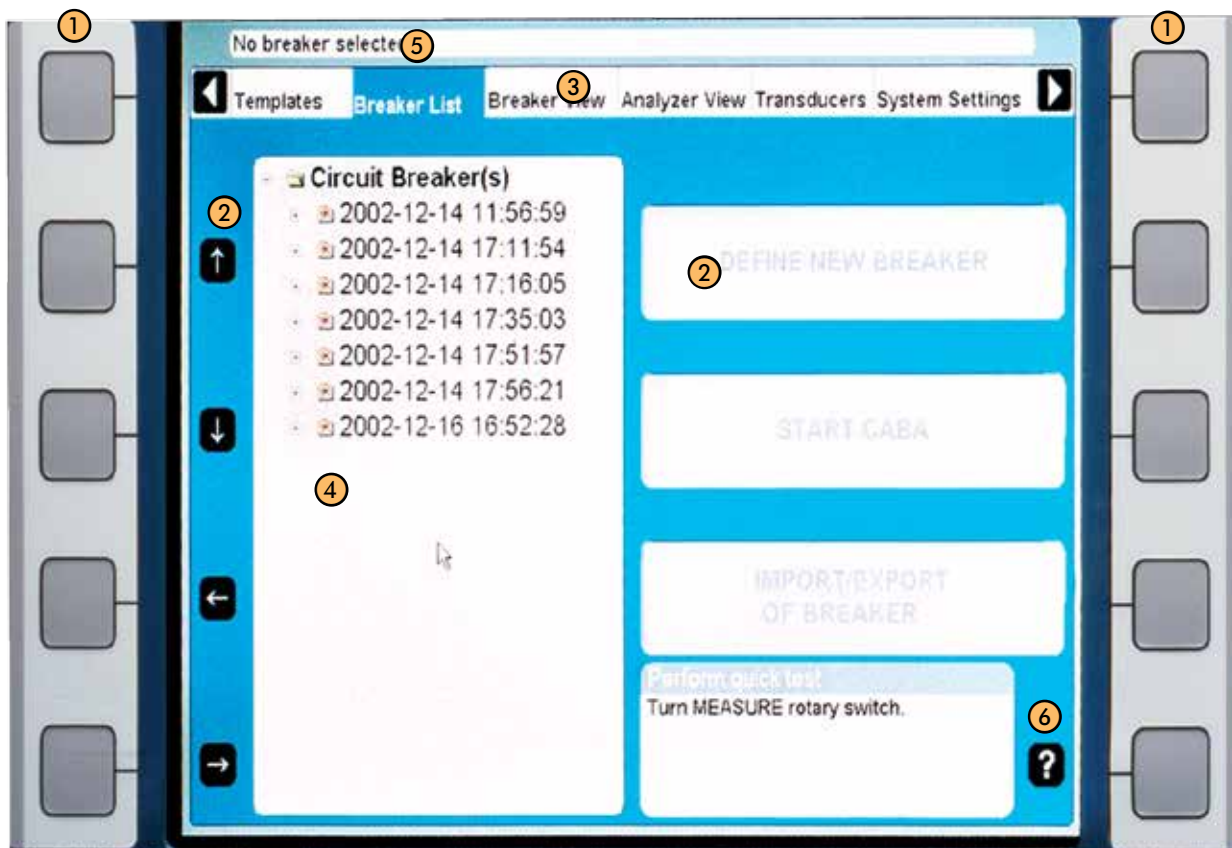 1
1
No breaker selected 5
3
Templates Breaker List Breaker View Analyzer View Transducers System Settings
Circuit Breaker(s)
2
2002-12-14 11:56:59
2002-12-14 17:11:54
2002-12-14 17:16:05
2002-12-14 17:35:03
2002-12-14 17:51:57
2002-12-14 17:56:21
2002-12-16 16:52:28
↑
↓
←
→
4
2
DEFINE NEW BREAKER
START CABA
IMPORT/EXPORT
OF BREAKER
Perform quick test
Turn MEASURE rotary switch.
6
?